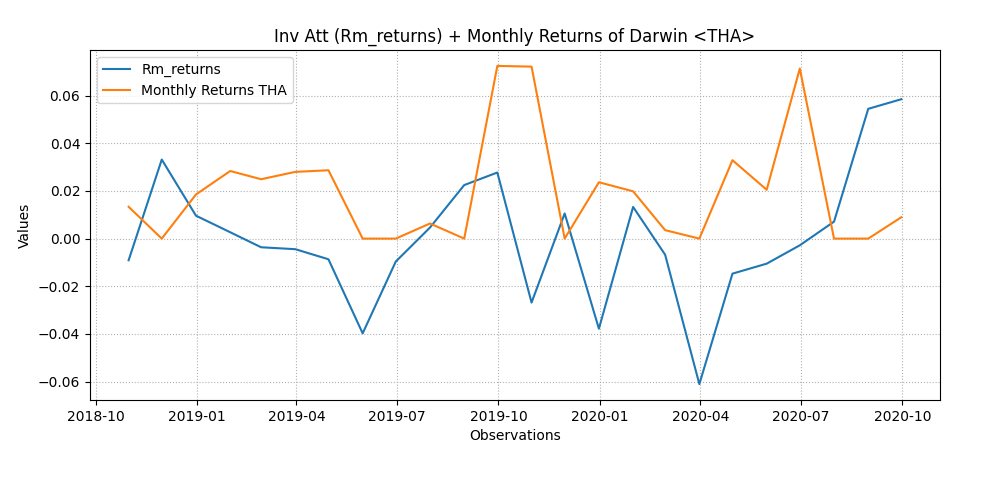 Inv Att (Rm_returns) + Monthly Returns of Darwin <THA>
Rm_returns
Monthly Returns THA
0.06
0.04
0.02
0.00
−0.02
−0.04
−0.06
Values
2018-10 2019-01 2019-04 2019-07 2019-10 2020-01 2020-04 2020-07 2020-10
Observations